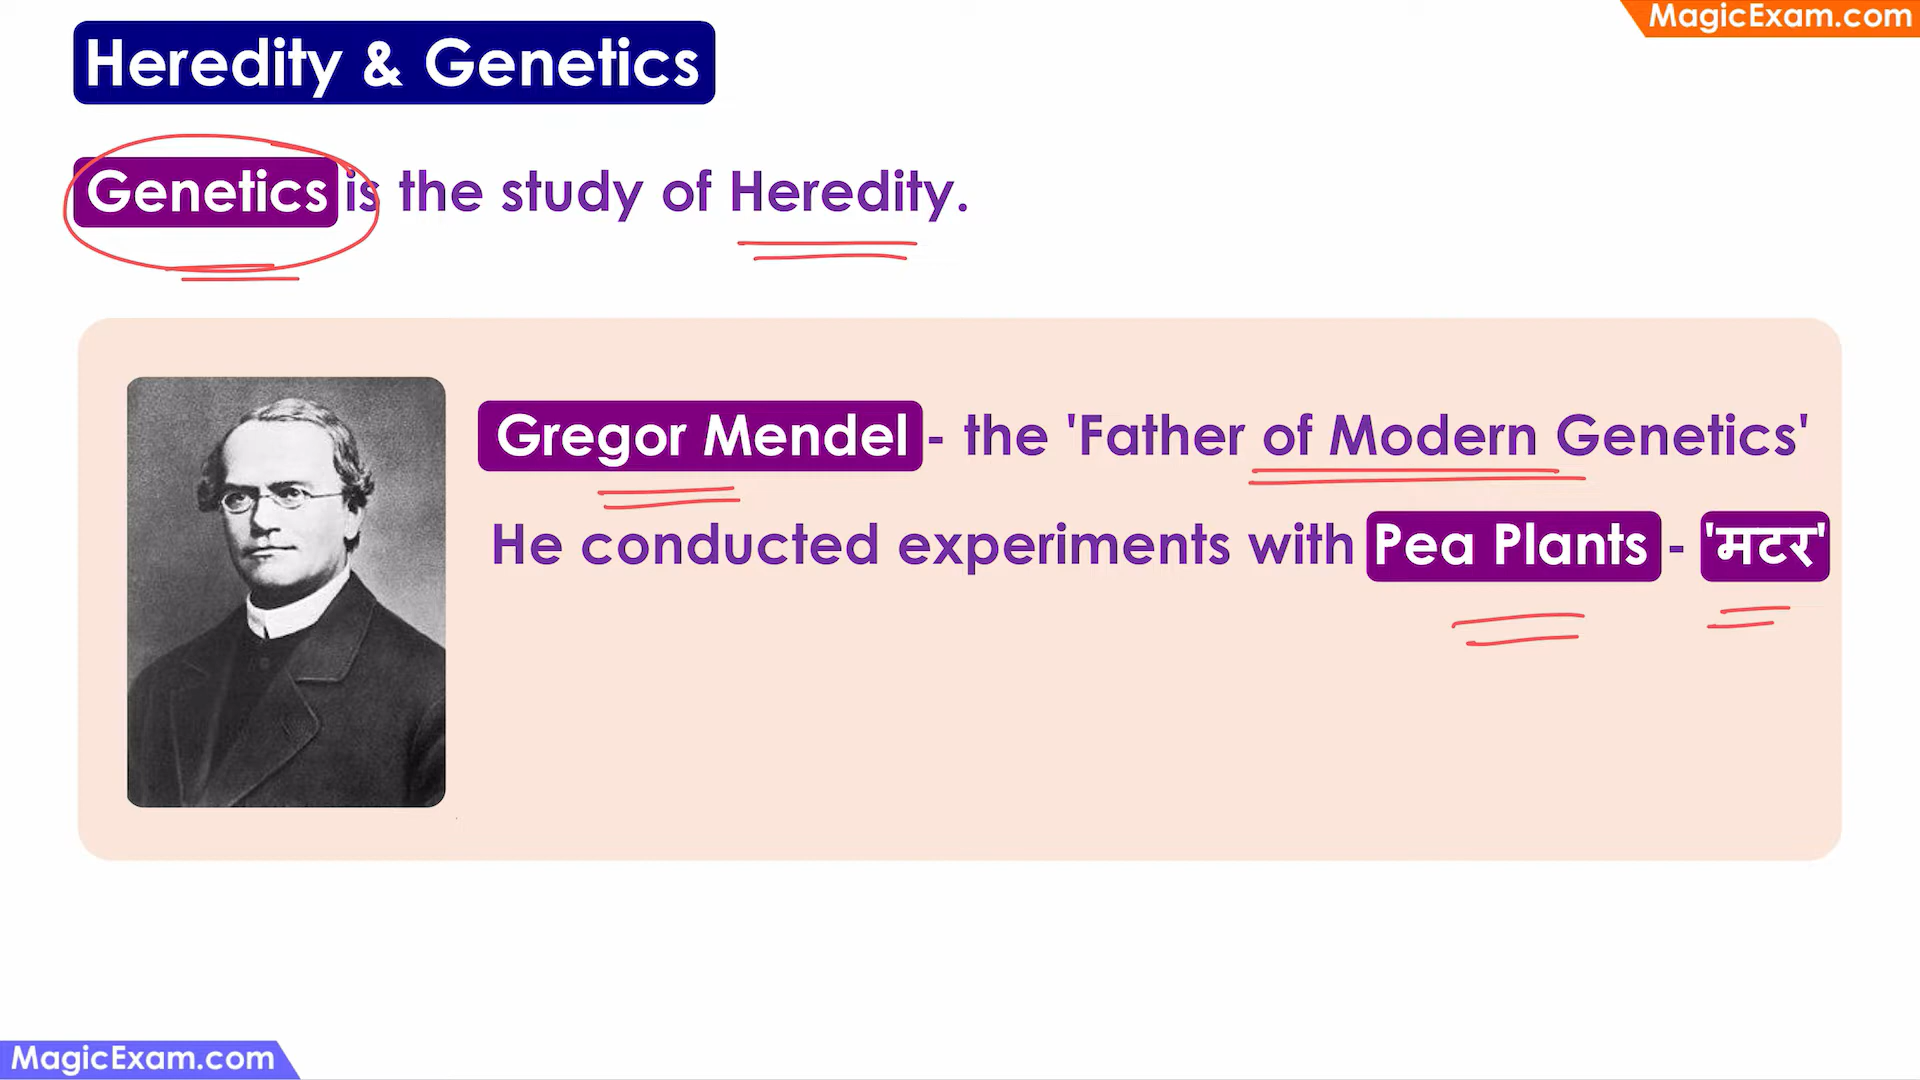 MagicExam.com
Heredity & Genetics
Genetics is the study of Heredity.
Gregor Mendel - the 'Father of Modern Genetics'
He conducted experiments with Pea Plants - 'मटर'
MagicExam.com